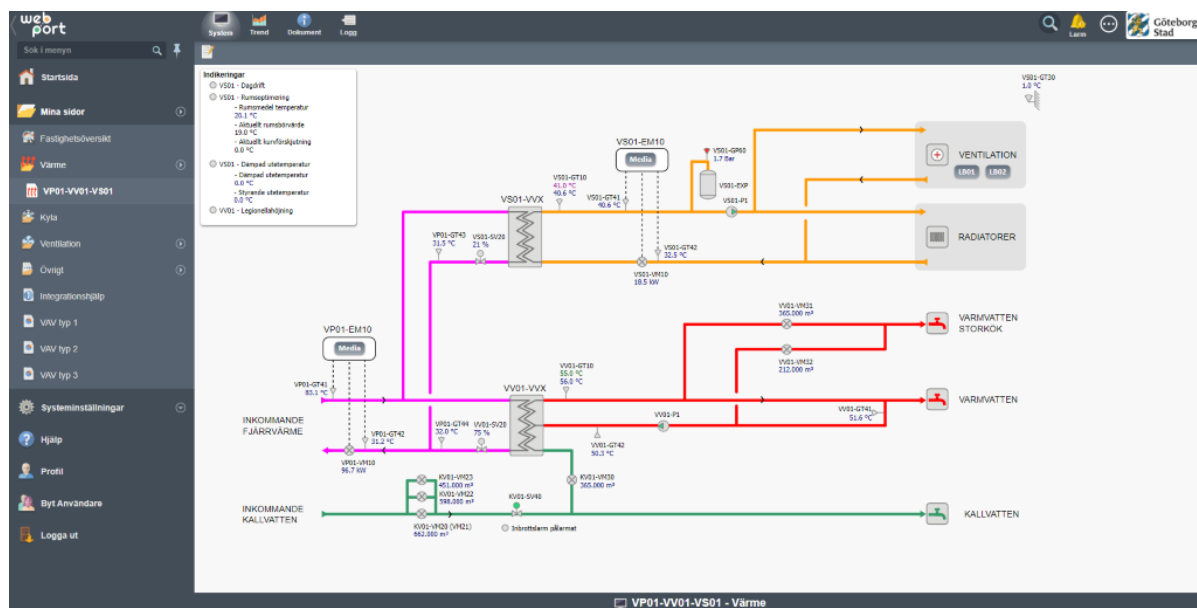 web
port
System
Trend
Dokument
Logg
Larm
Göteborgs
Stad
Sök i menyn
Startsida
Mina sidor
Fastighetsöversikt
Värme
VP01-VV01-VS01
Kyla
Ventilation
Övrigt
Integrationshjälp
VAV typ 1
VAV typ 2
VAV typ 3
Systeminställningar
Hjälp
Profil
Byt Användare
Logga ut
Indikeringar
VS01 - Dagdrift
VS01 - Rumsoptimering
- Rumsmedel temperatur
20.1 °C
- Aktuellt rumsbörvärde
19.0 °C
- Aktuellt kurvförskjutning
0.0 °C
VS01 - Dämpad utetemperatur
- Dämpad utetemperatur
0.0 °C
- Styrande utetemperatur
0.0 °C
VV01 - Legionellahöjning
VS01-GT30
1.0 °C
VS01-EM10
Media
VS01-GP60
1.7 Bar
VS01-EXP
VS01-P1
VENTILATION
LB01 LB02
VS01-GT10
41.0 °C
40.6 °C
VS01-GT41
40.6 °C
VS01-VVX
RADIATORER
VP01-GT43
31.5 °C
VS01-SV20
21 %
VS01-GT42
32.5 °C
VS01-VM10
18.5 kW
VV01-VM31
365.000 m³
VARMVATTEN
STORKÖK
VV01-VM32
212.000 m³
VP01-EM10
Media
VP01-GT41
83.1 °C
VV01-GT10
55.0 °C
56.0 °C
VV01-VVX
VARMVATTEN
VV01-GT41
51.6 °C
VV01-P1
INKOMMANDE
FJÄRRVÄRME
VP01-GT42
31.2 °C
VP01-GT44
32.0 °C
VV01-SV20
75 %
VV01-GT42
50.3 °C
VP01-VM10
96.7 kW
KV01-VM23
451.000 m³
KV01-VM22
598.000 m³
KV01-VM30
365.000 m³
KV01-SV40
INKOMMANDE
KALLVATTEN
KV01-VM20 (VM21)
662.000 m³
Inbrottslarm pålarmat
KALLVATTEN
VP01-VV01-VS01 - Värme